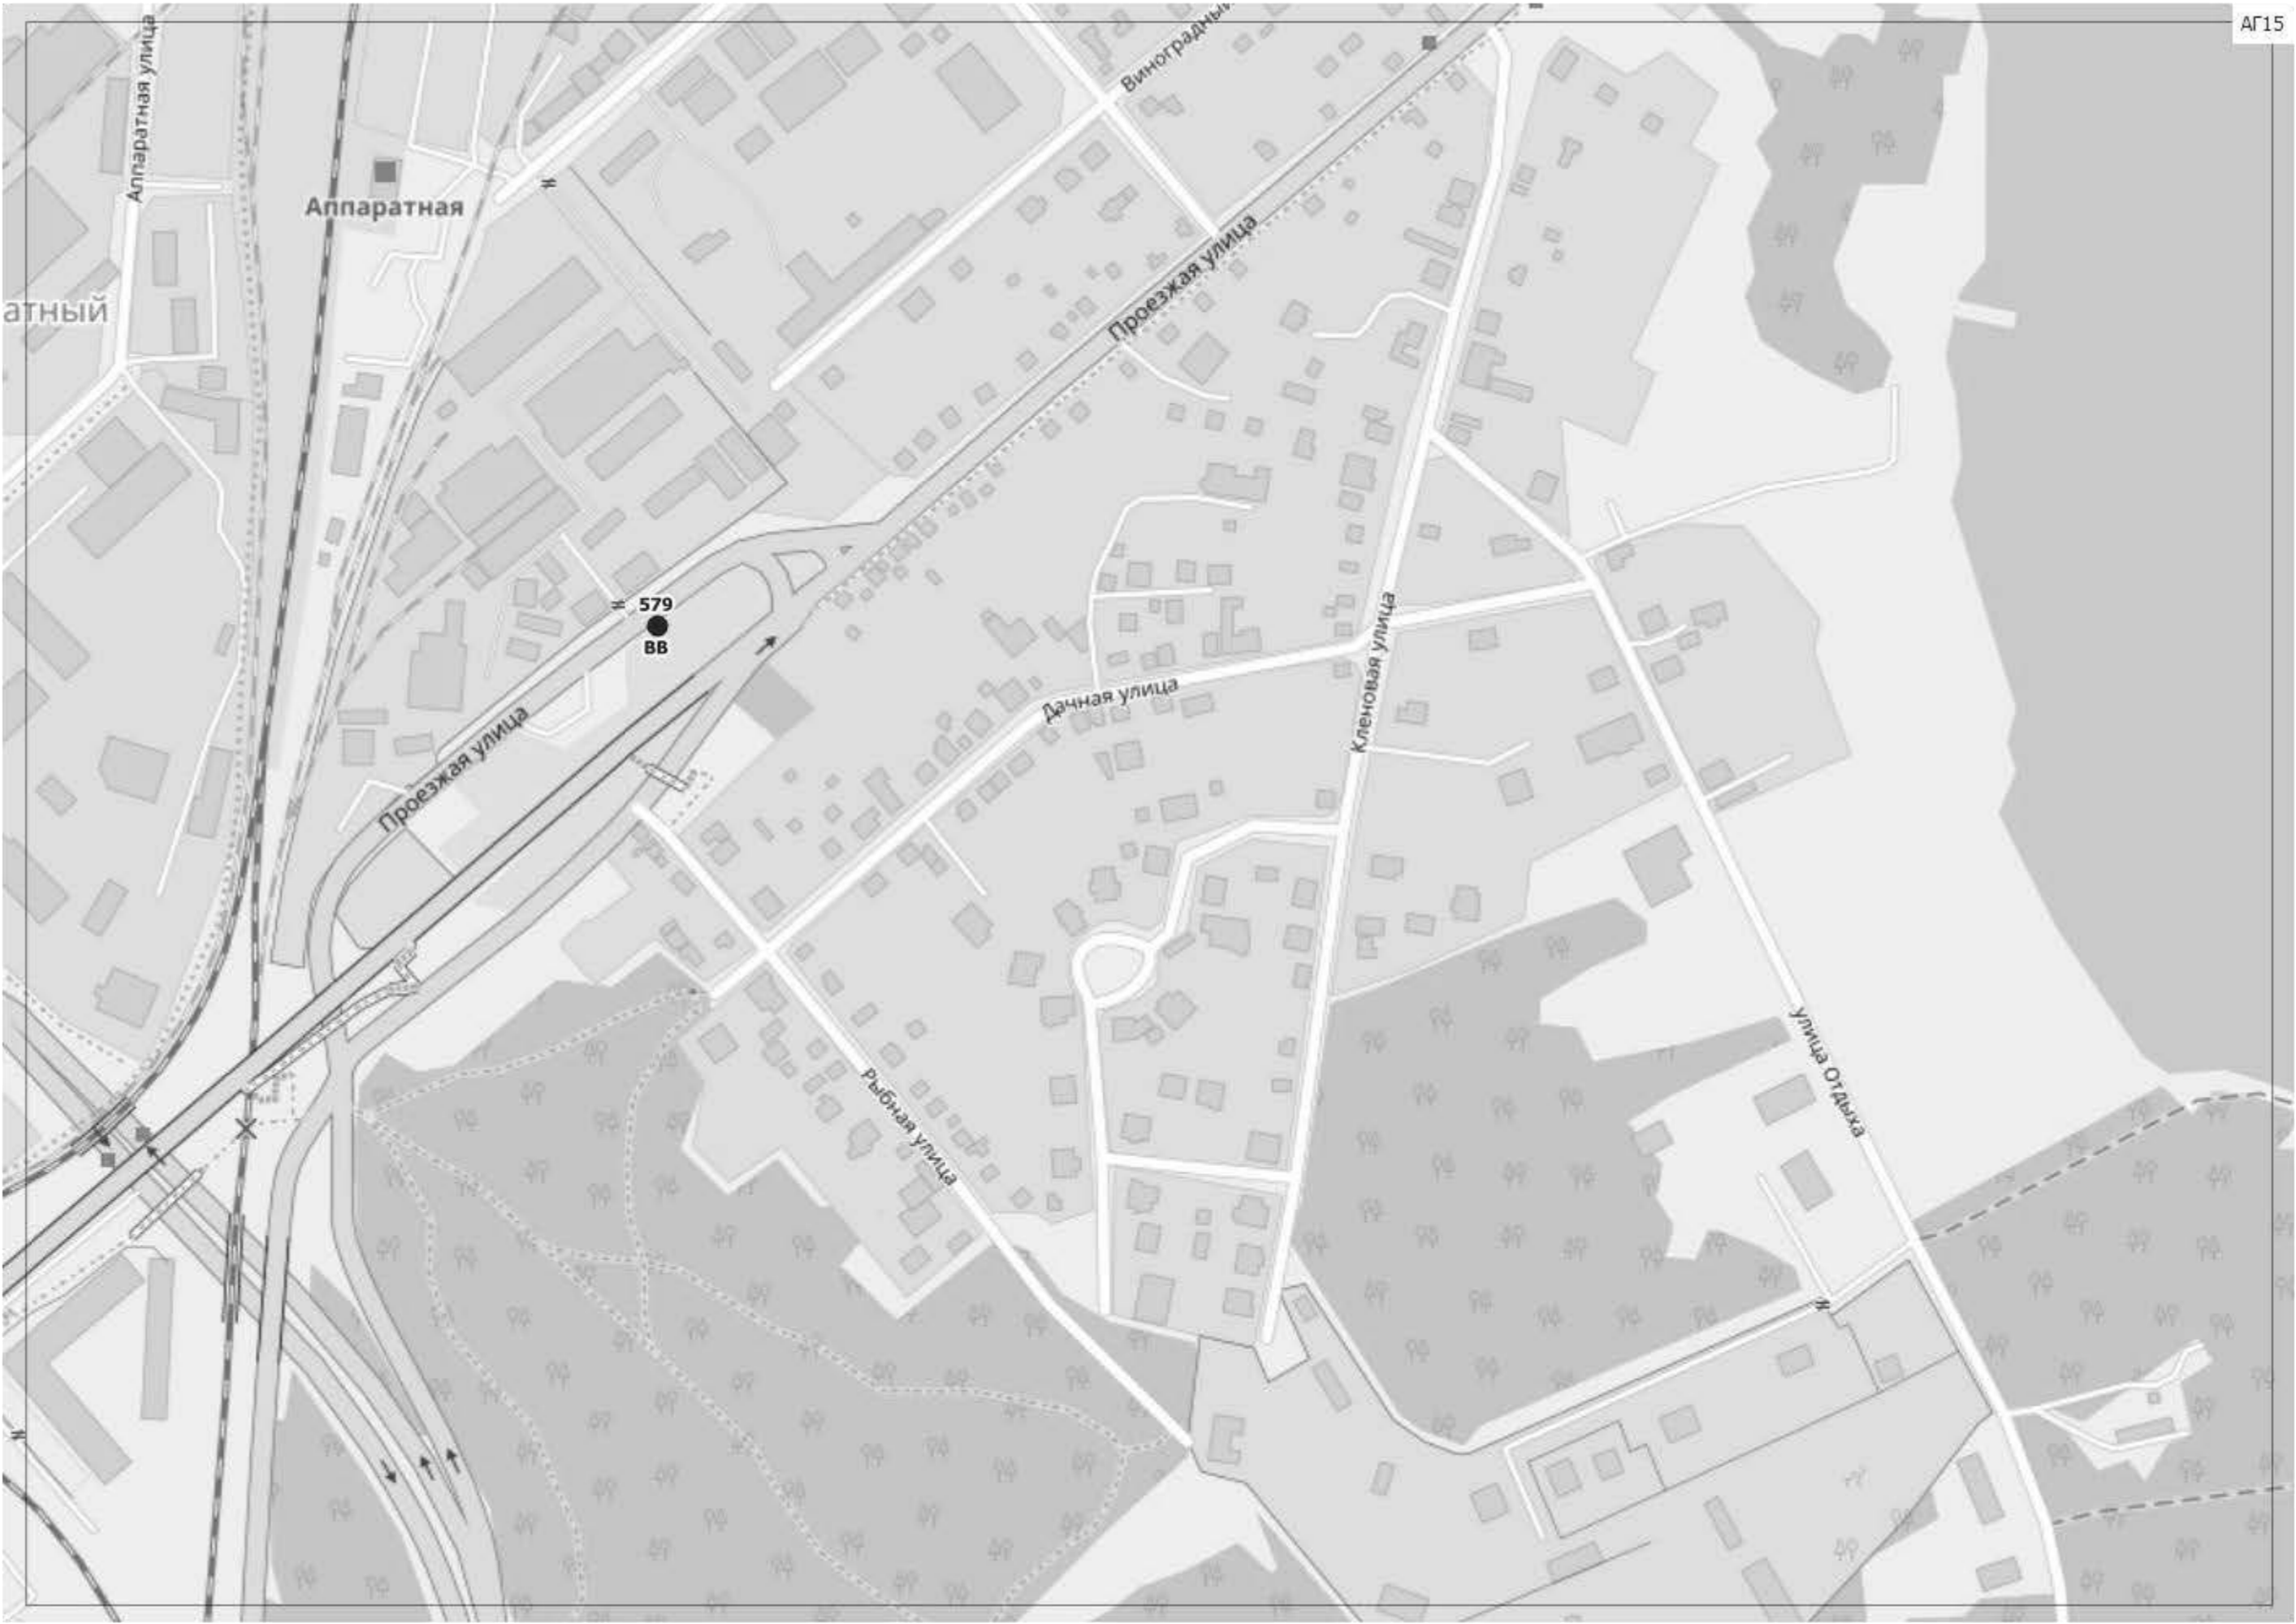 АГ15
Аппаратная улица
Виноградный
Аппаратная
Проезжая улица
атный
579
ВВ
Проезжая улица
Дачная улица
Кленовая улица
Рыбная улица
улица Отдыха